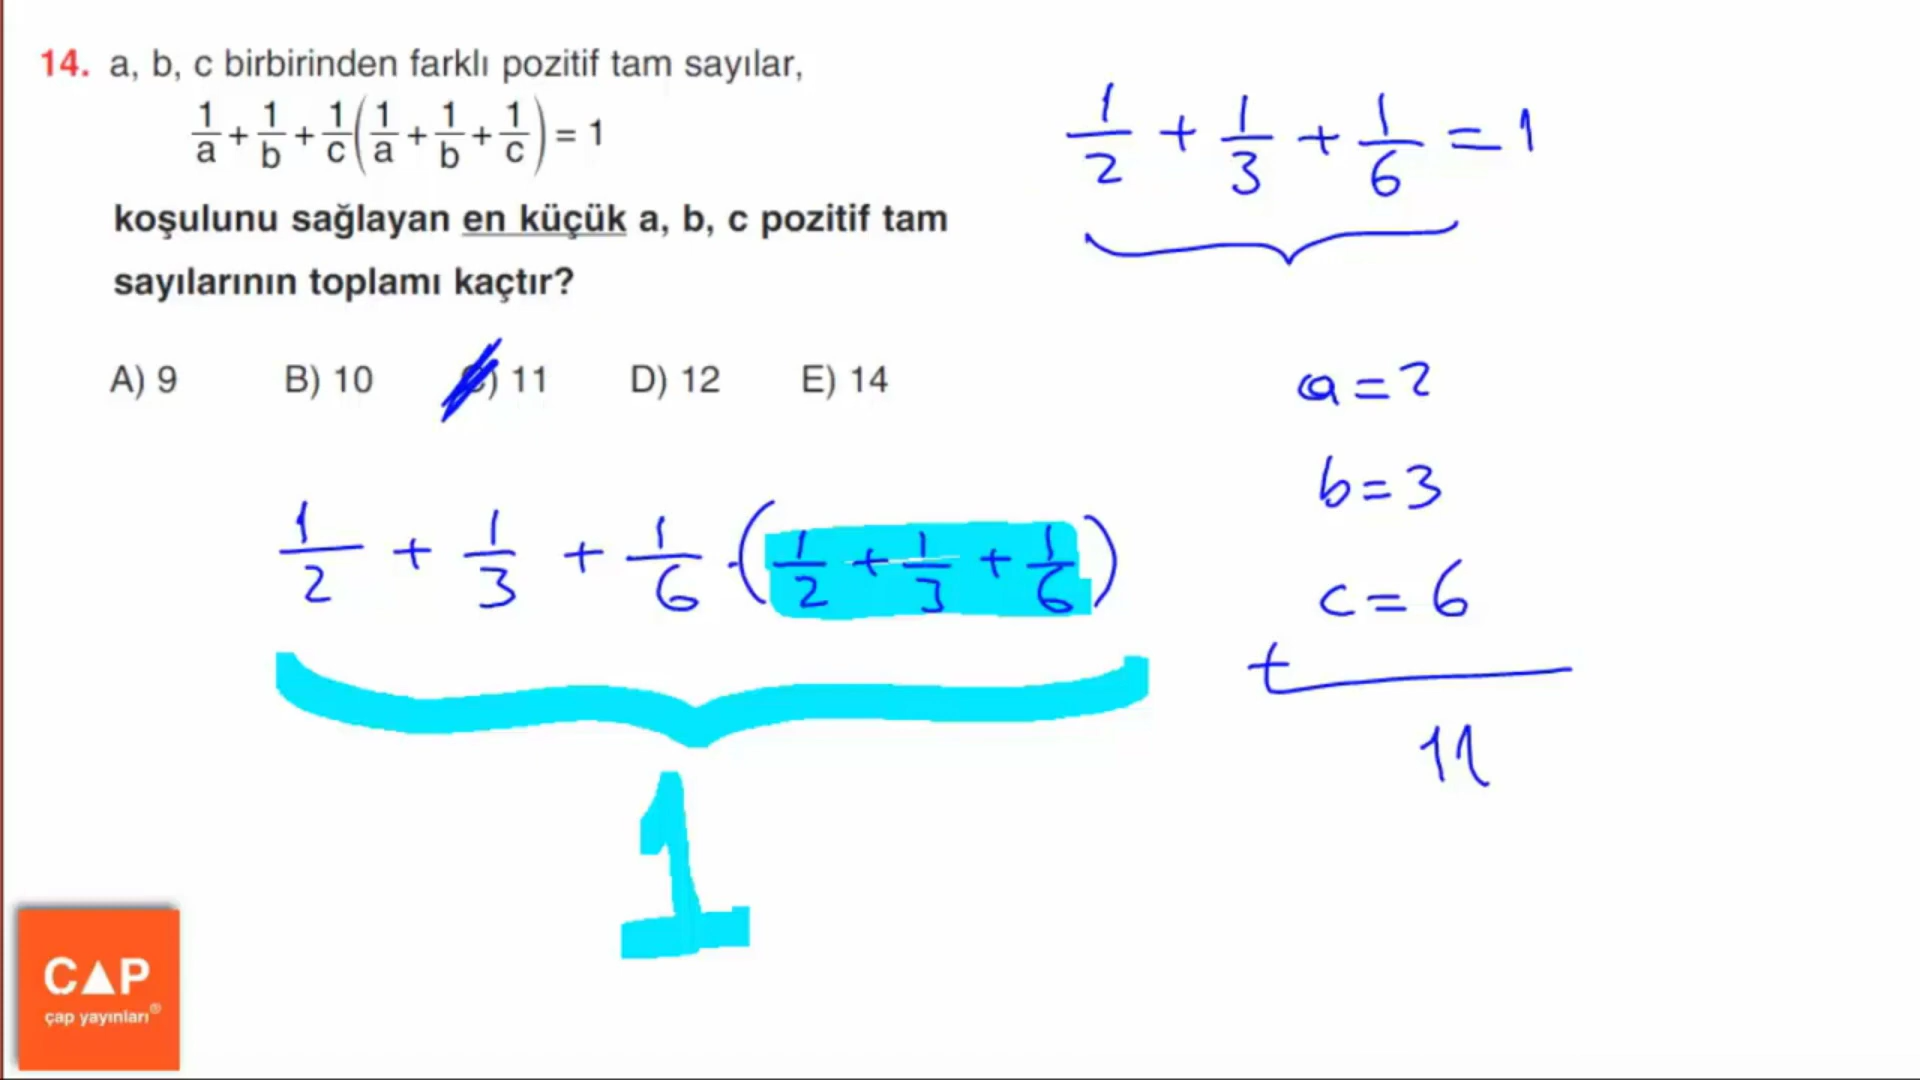 14. a, b, c birbirinden farklı pozitif tam sayılar,
1/a + 1/b + 1/c (1/a + 1/b + 1/c) = 1
koşulunu sağlayan en küçük a, b, c pozitif tam
sayılarının toplamı kaçtır?
A) 9 B) 10 C) 11 D) 12 E) 14
1/2 + 1/3 + 1/6 = 1
a = 2
b = 3
c = 6
+
11
1/2 + 1/3 + 1/6 · (1/2 + 1/3 + 1/6)
1
ÇAP
çap yayınları®